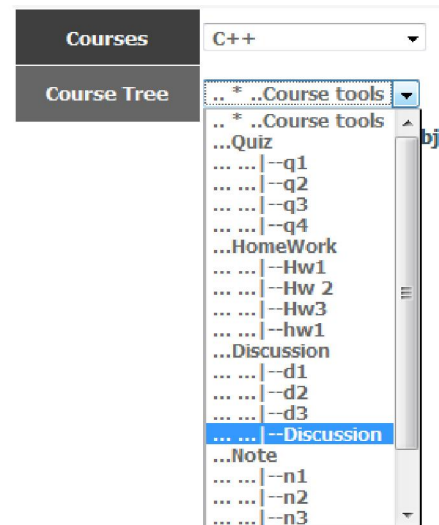 Courses
C++
Course Tree
.. * ..Course tools
.. * ..Course tools
...Quiz
... ...|--q1
... ...|--q2
... ...|--q3
... ...|--q4
...HomeWork
... ...|--Hw1
... ...|--Hw 2
... ...|--Hw3
... ...|--hw1
...Discussion
... ...|--d1
... ...|--d2
... ...|--d3
... ...|--Discussion
...Note
... ...|--n1
... ...|--n2
... ...|--n3